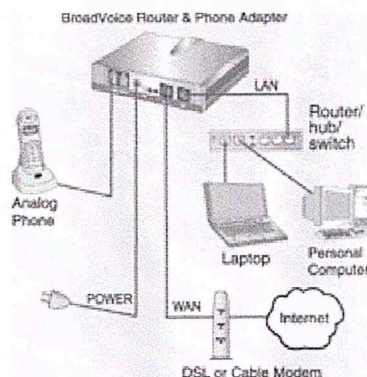 BroadVoice Router & Phone Adapter
LAN
Router/
hub/
switch
Analog
Phone
Laptop
Personal
Computer
POWER
WAN
Internet
DSL or Cable Modem